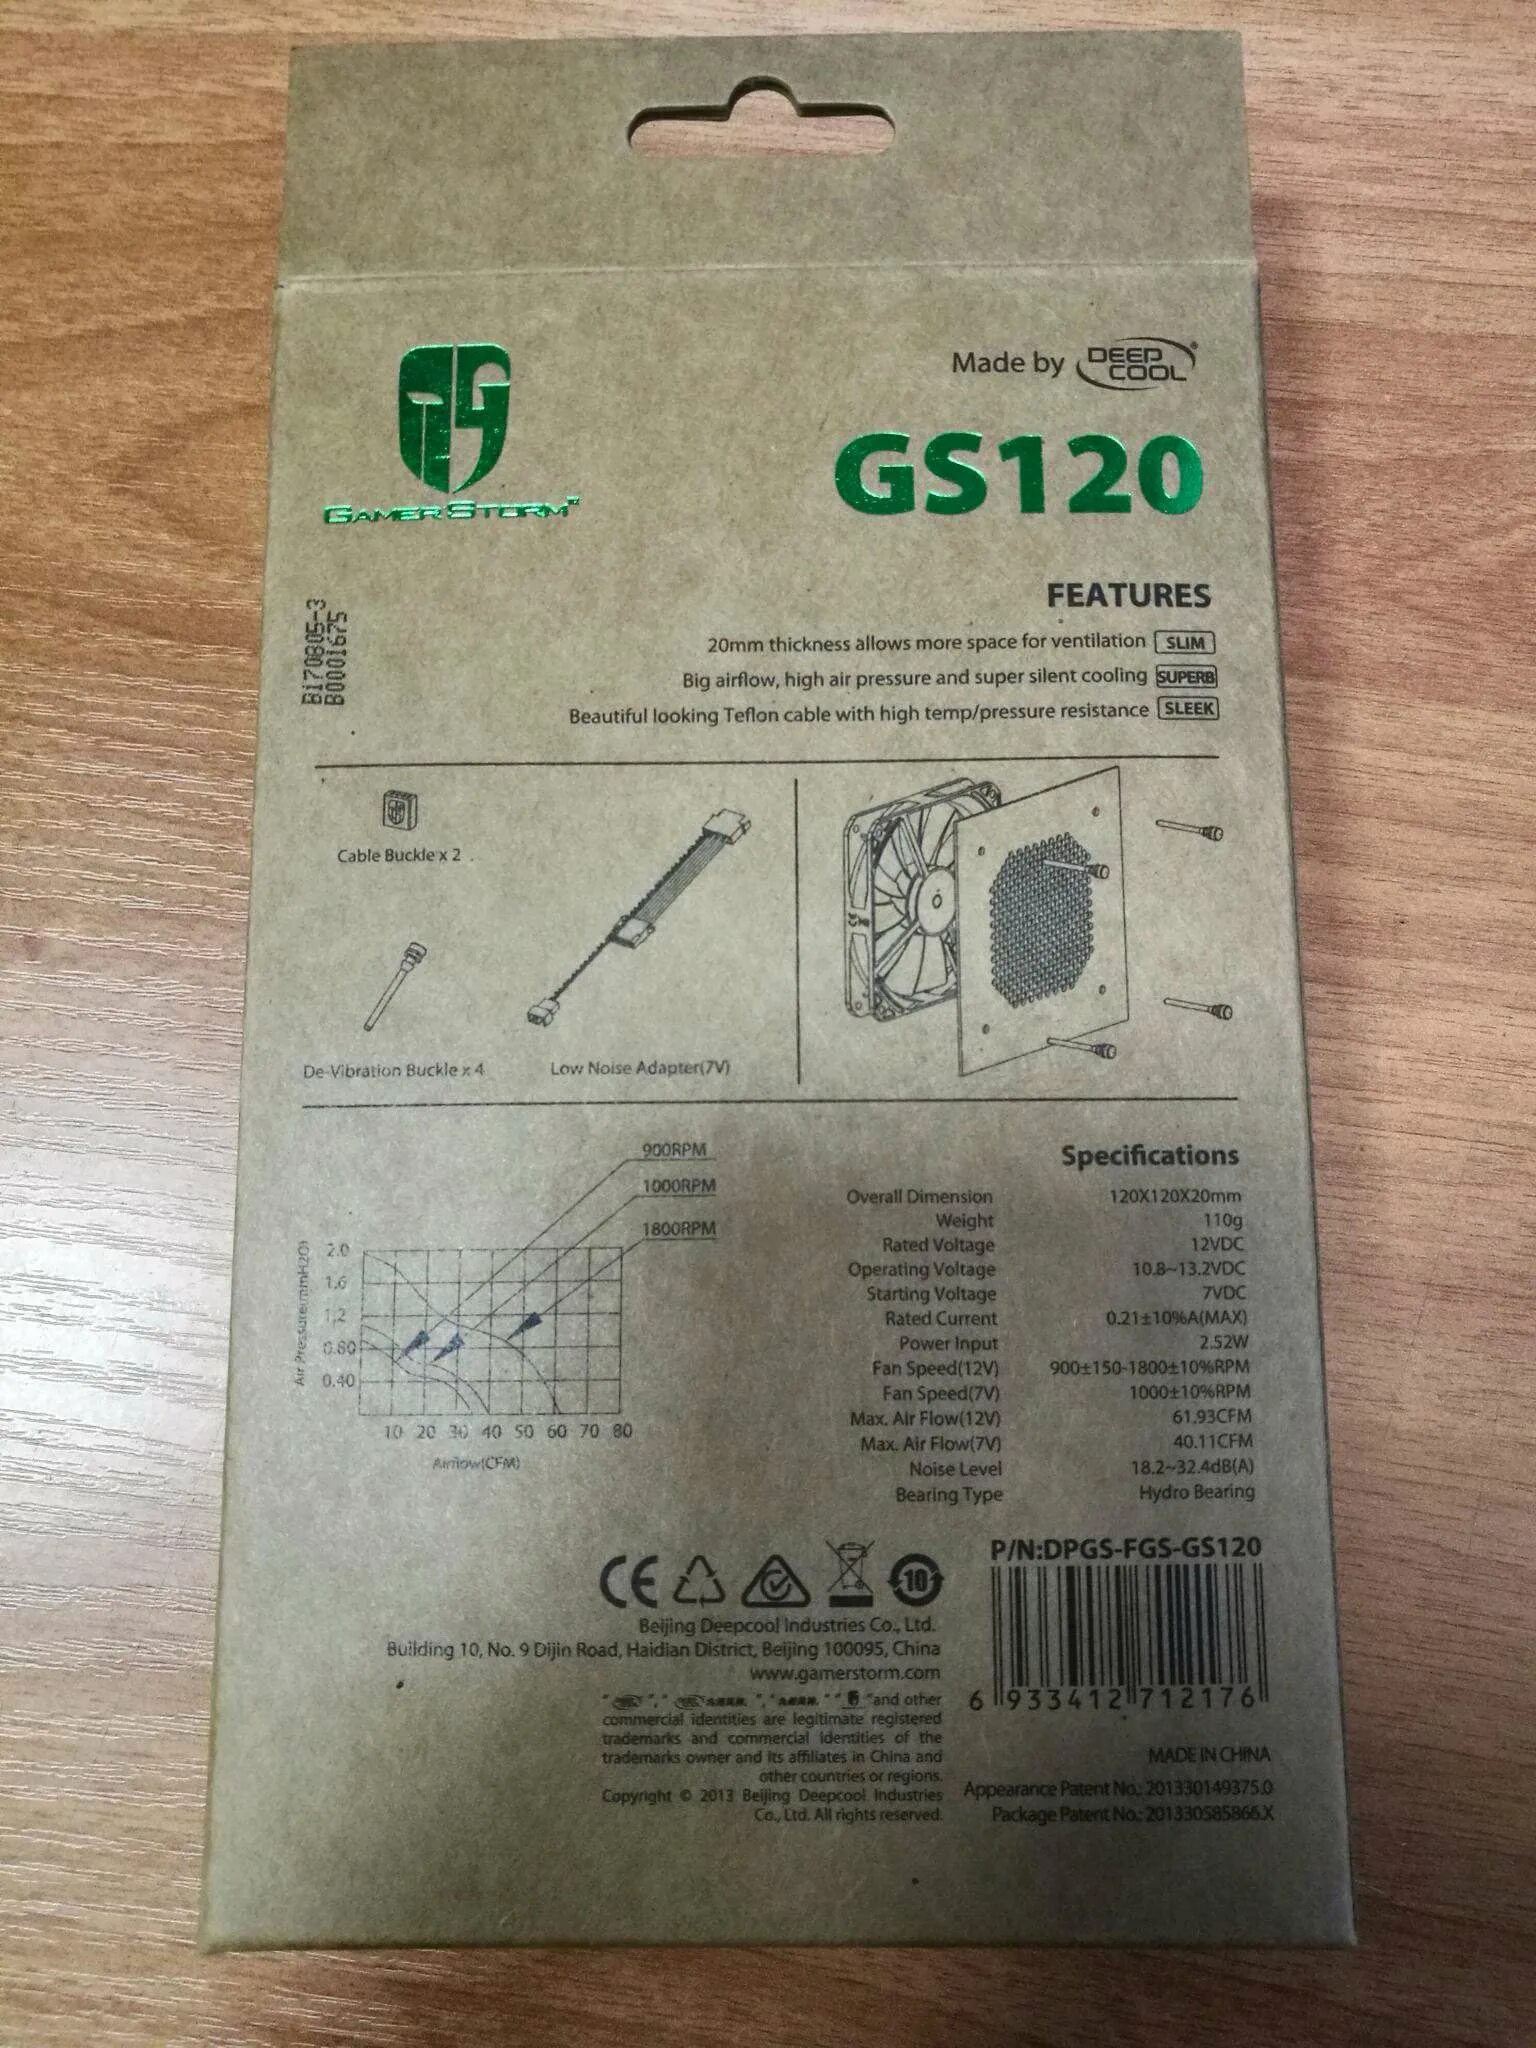 Made by DEEP COOL®
GAMER STORM™
GS120
FEATURES
20mm thickness allows more space for ventilation SLIM
Big airflow, high air pressure and super silent cooling SUPERB
Beautiful looking Teflon cable with high temp/pressure resistance SLEEK
B170805-3
B0001675
Cable Buckle x 2
De-Vibration Buckle x 4
Low Noise Adapter(7V)
900RPM
1000RPM
1800RPM
Air Pressure(mmH2O)
2.0
1.6
1.2
0.80
0.40
10 20 30 40 50 60 70 80
Airflow(CFM)
Specifications
Overall Dimension 120X120X20mm
Weight 110g
Rated Voltage 12VDC
Operating Voltage 10.8~13.2VDC
Starting Voltage 7VDC
Rated Current 0.21±10%A(MAX)
Power Input 2.52W
Fan Speed(12V) 900±150-1800±10%RPM
Fan Speed(7V) 1000±10%RPM
Max. Air Flow(12V) 61.93CFM
Max. Air Flow(7V) 40.11CFM
Noise Level 18.2~32.4dB(A)
Bearing Type Hydro Bearing
CE 10
Beijing Deepcool Industries Co., Ltd.
Building 10, No. 9 Dijin Road, Haidian District, Beijing 100095, China
www.gamerstorm.com
and other
commercial identities are legitimate registered
trademarks and commercial identities of the
trademarks owner and its affiliates in China and
other countries or regions.
Copyright © 2013 Beijing Deepcool Industries
Co., Ltd. All rights reserved.
P/N:DPGS-FGS-GS120
6 933412 712176
MADE IN CHINA
Appearance Patent No.: 201330149375.0
Package Patent No.: 201330585866.X